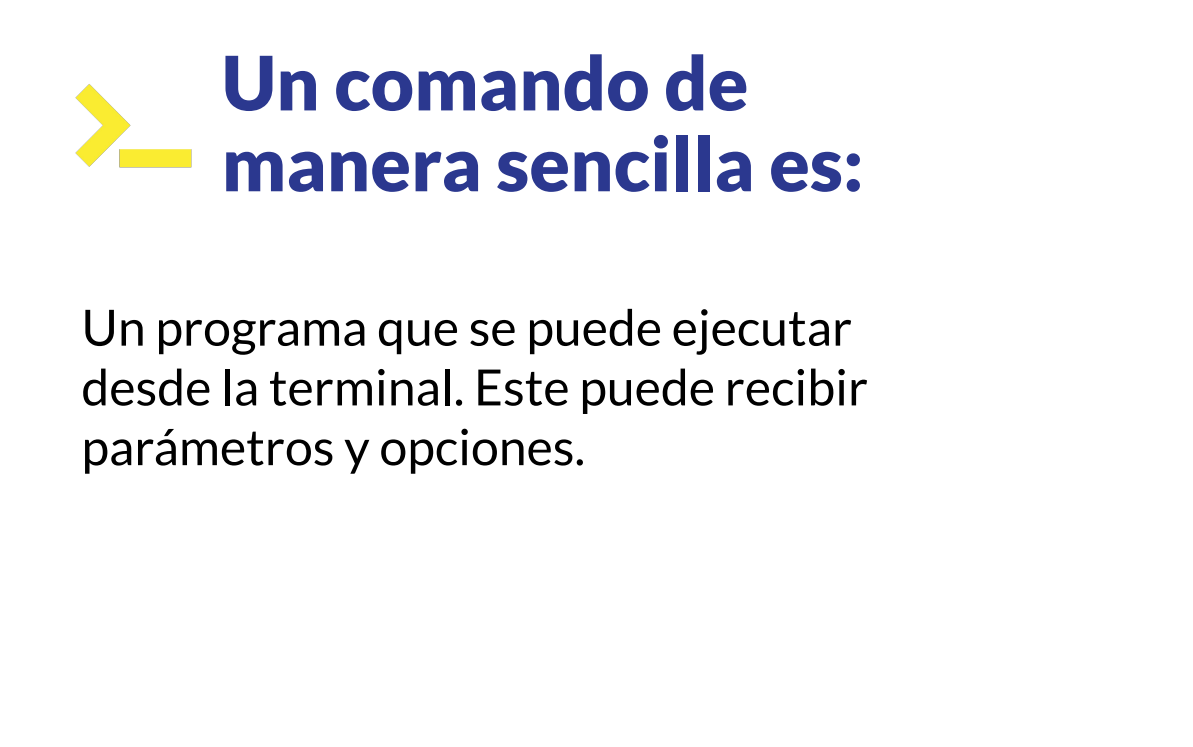 Un comando de
manera sencilla es:
Un programa que se puede ejecutar
desde la terminal. Este puede recibir
parámetros y opciones.